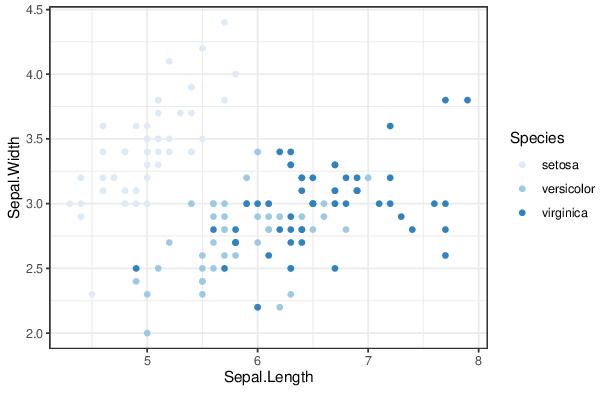 4.5
4.0
3.5
3.0
2.5
2.0
Sepal.Width
5
6
7
8
Sepal.Length
Species
setosa
versicolor
virginica